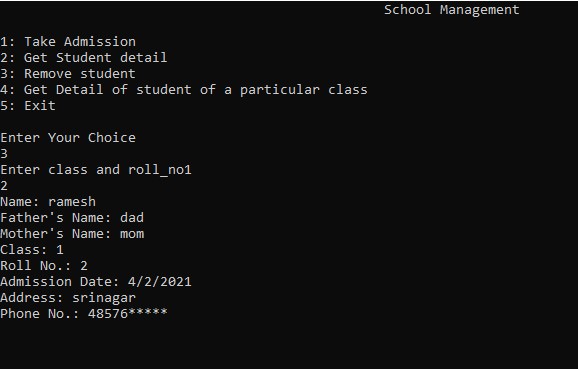 School Management
1: Take Admission
2: Get Student detail
3: Remove student
4: Get Detail of student of a particular class
5: Exit
Enter Your Choice
3
Enter class and roll_no1
2
Name: ramesh
Father's Name: dad
Mother's Name: mom
Class: 1
Roll No.: 2
Admission Date: 4/2/2021
Address: srinagar
Phone No.: 48576*****